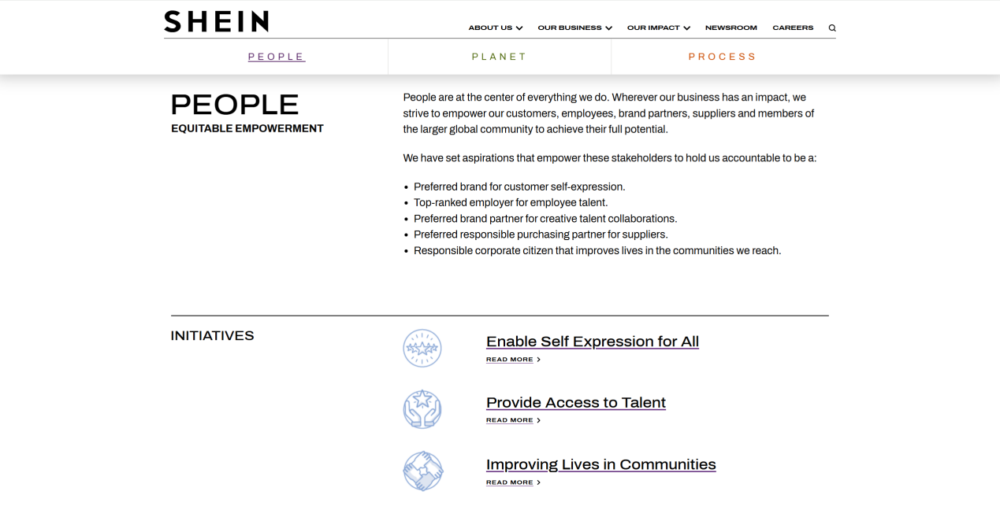 SHEIN
ABOUT US
OUR BUSINESS
OUR IMPACT
NEWSROOM
CAREERS
PEOPLE
PLANET
PROCESS
PEOPLE
EQUITABLE EMPOWERMENT
People are at the center of everything we do. Wherever our business has an impact, we
strive to empower our customers, employees, brand partners, suppliers and members of
the larger global community to achieve their full potential.
We have set aspirations that empower these stakeholders to hold us accountable to be a:
• Preferred brand for customer self-expression.
• Top-ranked employer for employee talent.
• Preferred brand partner for creative talent collaborations.
• Preferred responsible purchasing partner for suppliers.
• Responsible corporate citizen that improves lives in the communities we reach.
INITIATIVES
Enable Self Expression for All
READ MORE
Provide Access to Talent
READ MORE
Improving Lives in Communities
READ MORE